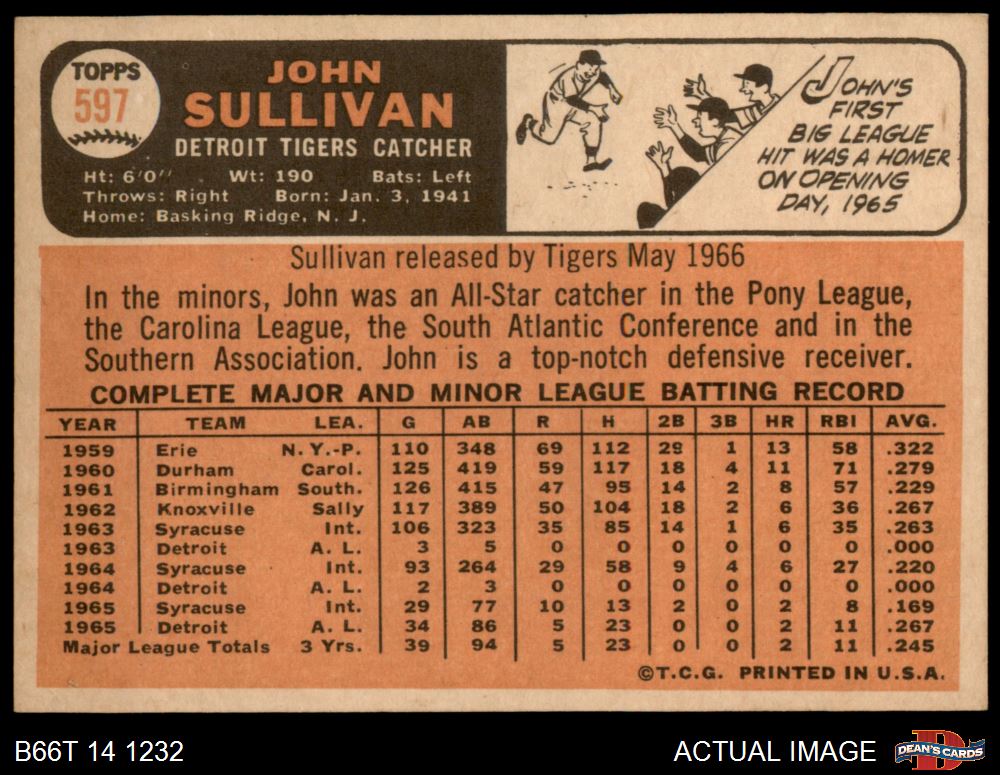 TOPPS
597
JOHN
SULLIVAN
DETROIT TIGERS CATCHER
Ht: 6'0" Wt: 190 Bats: Left
Throws: Right Born: Jan. 3, 1941
Home: Basking Ridge, N. J.
JOHN'S
FIRST
BIG LEAGUE
HIT WAS A HOMER
ON OPENING
DAY, 1965
Sullivan released by Tigers May 1966
In the minors, John was an All-Star catcher in the Pony League,
the Carolina League, the South Atlantic Conference and in the
Southern Association. John is a top-notch defensive receiver.
COMPLETE MAJOR AND MINOR LEAGUE BATTING RECORD
YEAR TEAM LEA. G AB R H 2B 3B HR RBI AVG.
1959 Erie N.Y.-P. 110 348 69 112 29 1 13 58 .322
1960 Durham Carol. 125 419 59 117 18 4 11 71 .279
1961 Birmingham South. 126 415 47 95 14 2 8 57 .229
1962 Knoxville Sally 117 389 50 104 18 2 6 36 .267
1963 Syracuse Int. 106 323 35 85 14 1 6 35 .263
1963 Detroit A. L. 3 5 0 0 0 0 0 0 .000
1964 Syracuse Int. 93 264 29 58 9 4 6 27 .220
1964 Detroit A. L. 2 3 0 0 0 0 0 0 .000
1965 Syracuse Int. 29 77 10 13 2 0 2 8 .169
1965 Detroit A. L. 34 86 5 23 0 0 2 11 .267
Major League Totals 3 Yrs. 39 94 5 23 0 0 2 11 .245
©T.C.G. PRINTED IN U.S.A.
B66T 14 1232
ACTUAL IMAGE
DEAN'S CARDS